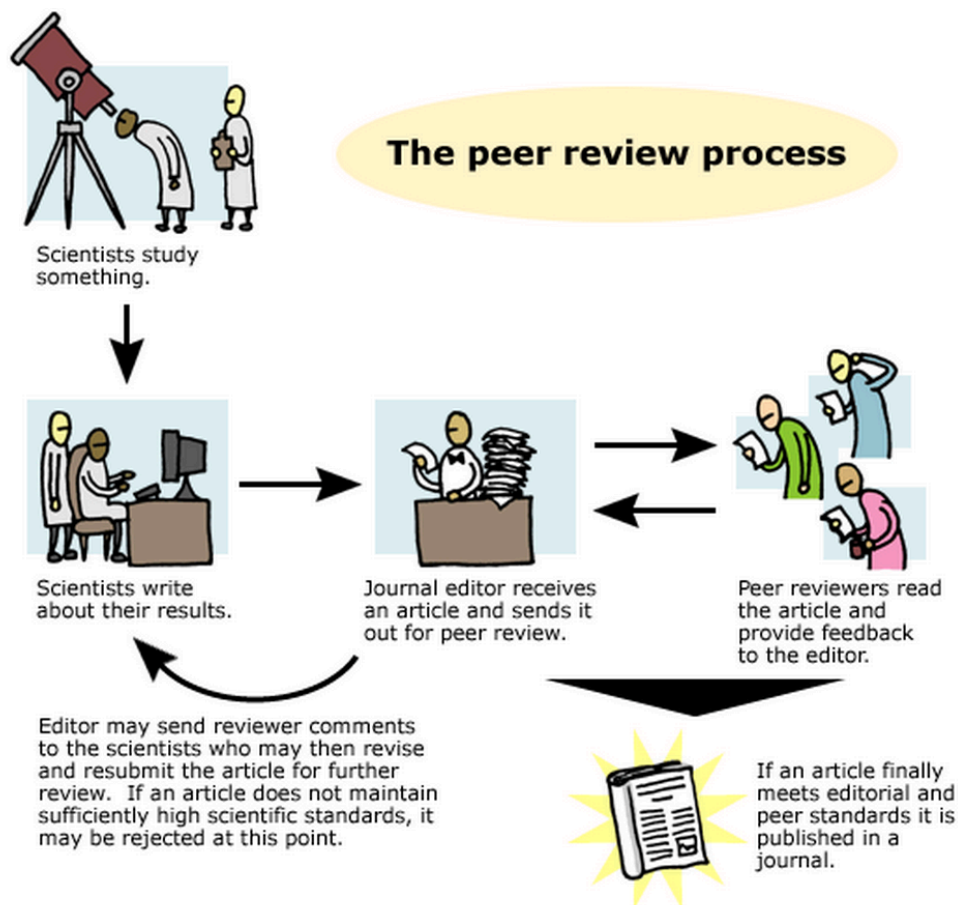 The peer review process
Scientists study
something.
Scientists write
about their results.
Journal editor receives
an article and sends it
out for peer review.
Peer reviewers read
the article and
provide feedback
to the editor.
Editor may send reviewer comments
to the scientists who may then revise
and resubmit the article for further
review.  If an article does not maintain
sufficiently high scientific standards, it
may be rejected at this point.
If an article finally
meets editorial and
peer standards it is
published in a
journal.